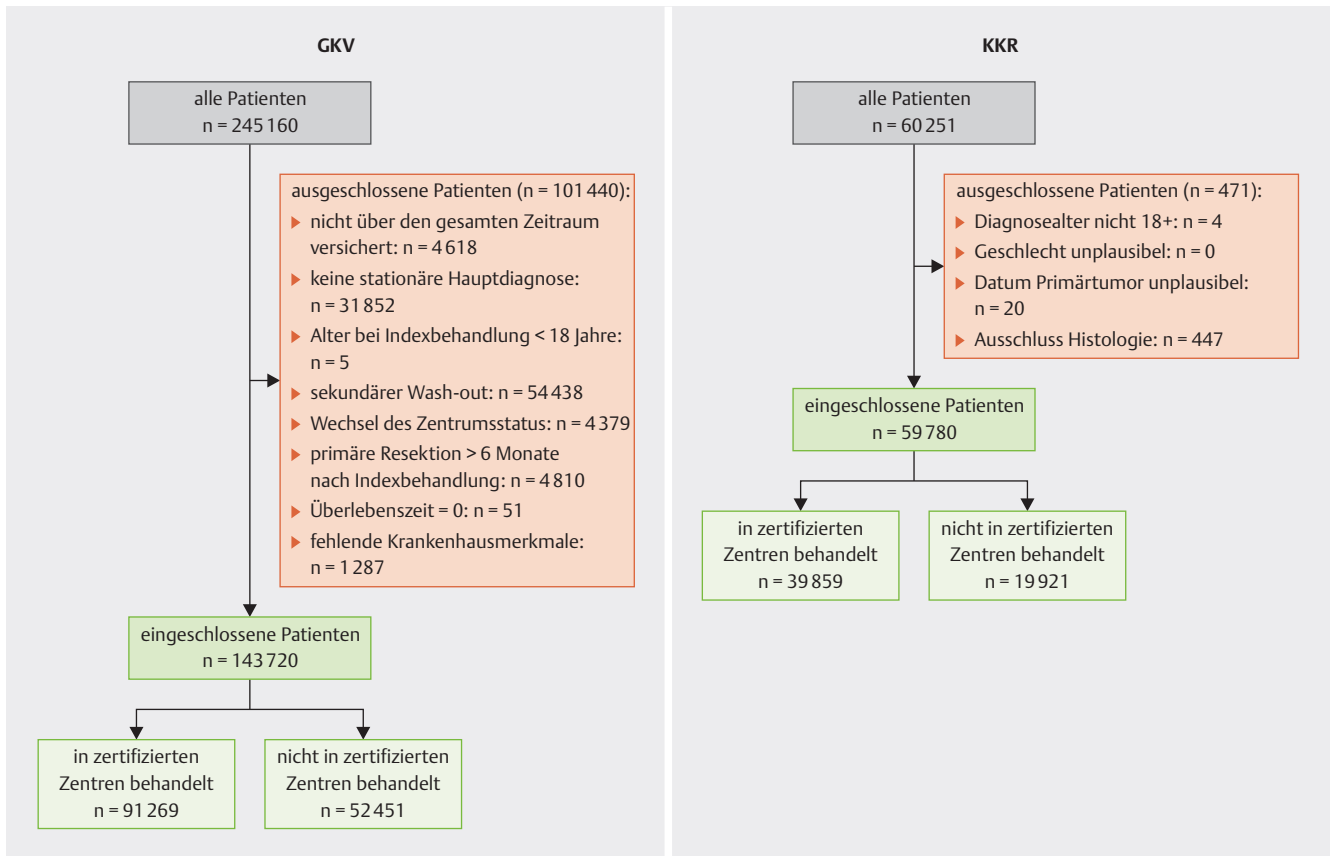 GKV
alle Patienten
n = 245 160
ausgeschlossene Patienten (n = 101 440):
▶ nicht über den gesamten Zeitraum
versichert: n = 4 618
▶ keine stationäre Hauptdiagnose:
n = 31 852
▶ Alter bei Indexbehandlung < 18 Jahre:
n = 5
▶ sekundärer Wash-out: n = 54 438
▶ Wechsel des Zentrumsstatus: n = 4 379
▶ primäre Resektion > 6 Monate
nach Indexbehandlung: n = 4 810
▶ Überlebenszeit = 0: n = 51
▶ fehlende Krankenhausmerkmale:
n = 1 287
eingeschlossene Patienten
n = 143 720
in zertifizierten
Zentren behandelt
n = 91 269
nicht in zertifizierten
Zentren behandelt
n = 52 451
KKR
alle Patienten
n = 60 251
ausgeschlossene Patienten (n = 471):
▶ Diagnosealter nicht 18+: n = 4
▶ Geschlecht unplausibel: n = 0
▶ Datum Primärtumor unplausibel:
n = 20
▶ Ausschluss Histologie: n = 447
eingeschlossene Patienten
n = 59 780
in zertifizierten
Zentren behandelt
n = 39 859
nicht in zertifizierten
Zentren behandelt
n = 19 921